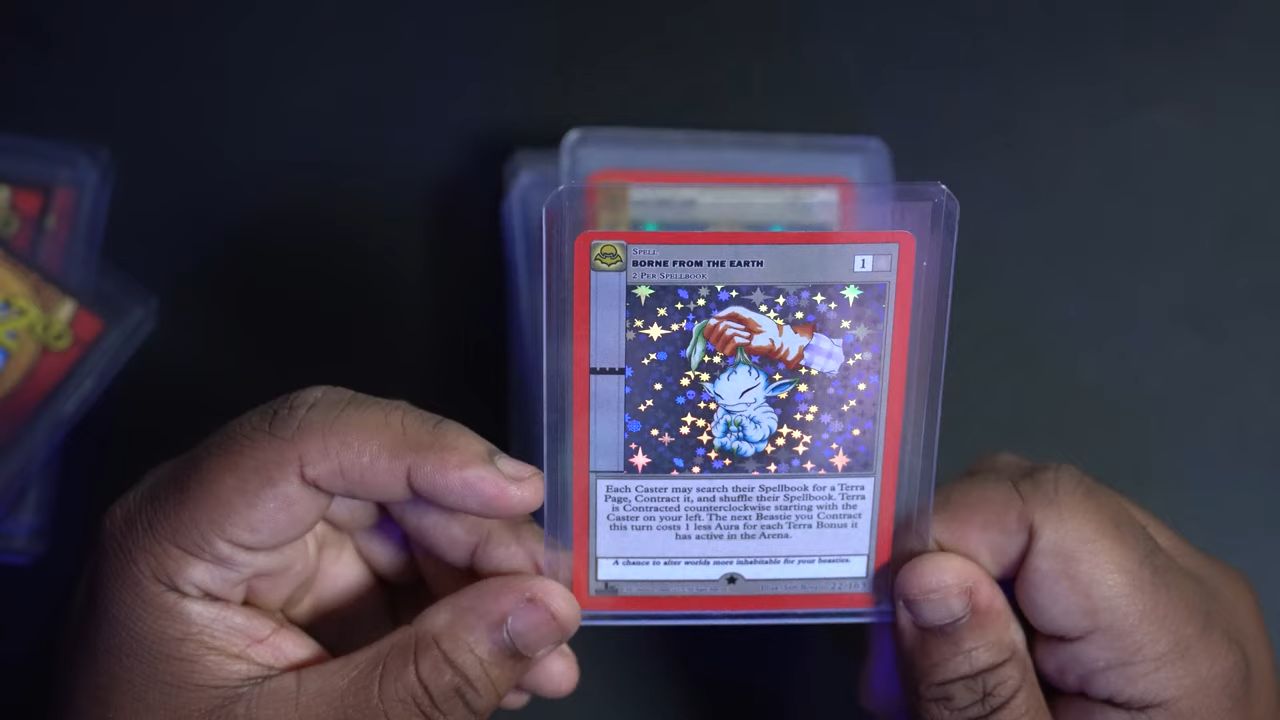 SPELL
BORNE FROM THE EARTH
1
2 PER SPELLBOOK
Each Caster may search their Spellbook for a Terra
Page, Contract it, and shuffle their Spellbook. Terra
is Contracted counterclockwise starting with the
Caster on your left. The next Beastie you Contract
this turn costs 1 less Aura for each Terra Bonus it
has active in the Arena.
A chance to alter worlds more inhabitable for your beasties.